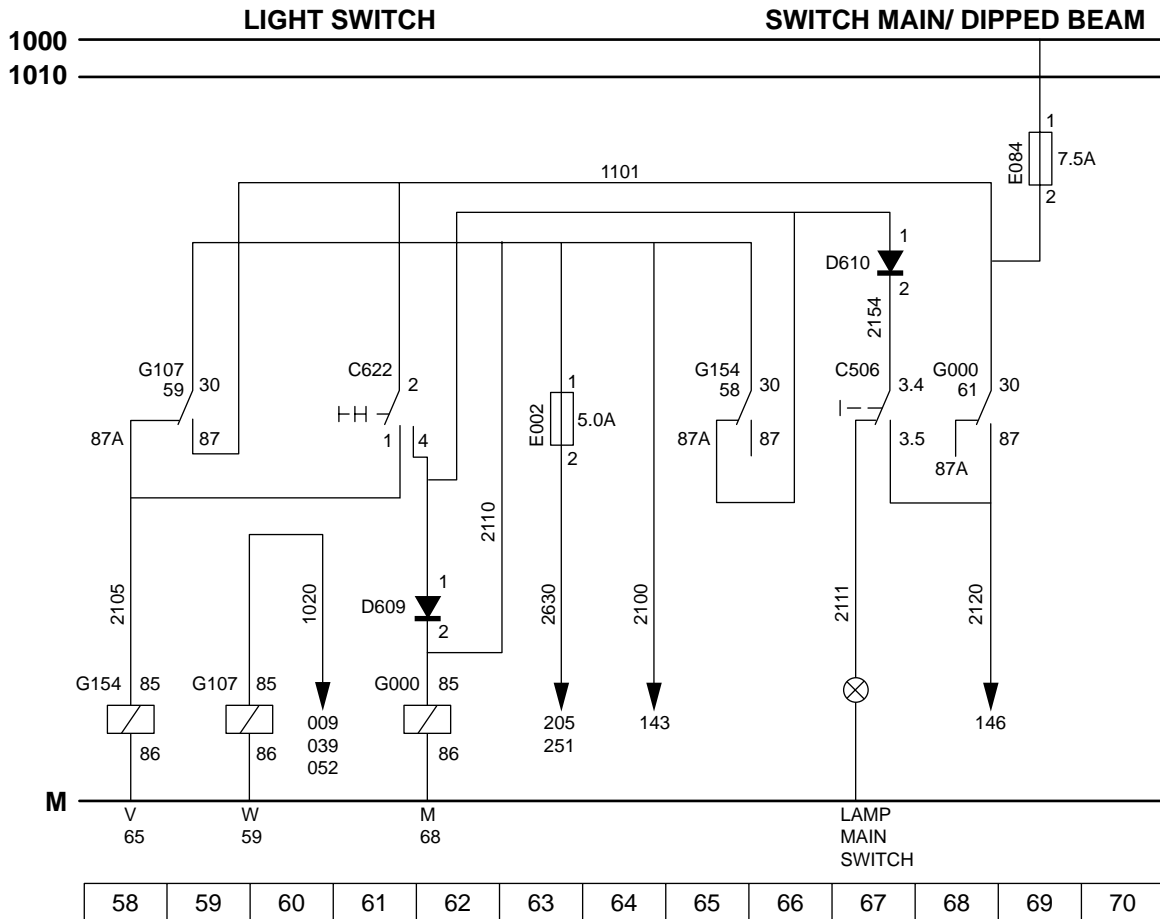 LIGHT SWITCH
SWITCH MAIN/ DIPPED BEAM
1000
1010
1
E084
7.5A
2
1101
1
D610
2
2154
G107
59
30
87A
87
C622
2
1
4
1
E002
5.0A
2
G154
58
30
87A
87
C506
3.4
3.5
G000
61
30
87
87A
2110
2105
1020
D609
1
2
2630
2100
2111
2120
G154
85
86
G107
85
86
G000
85
86
009
039
052
205
251
143
146
M
V
65
W
59
M
68
LAMP
MAIN
SWITCH
58 59 60 61 62 63 64 65 66 67 68 69 70